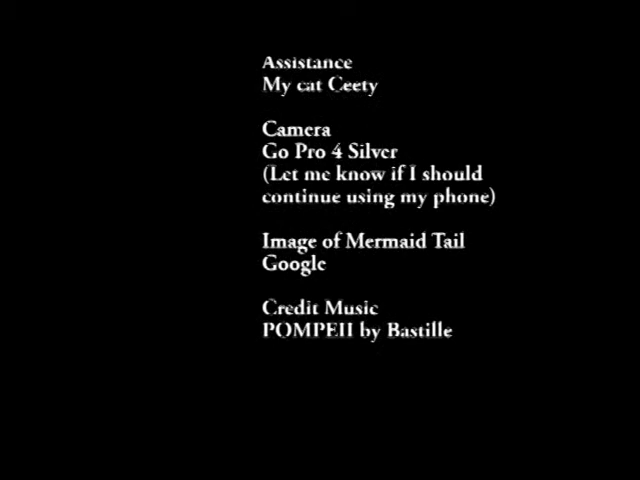 Assistance
My cat Ceety
Camera
Go Pro 4 Silver
(Let me know if I should
continue using my phone)
Image of Mermaid Tail
Google
Credit Music
POMPEII by Bastille